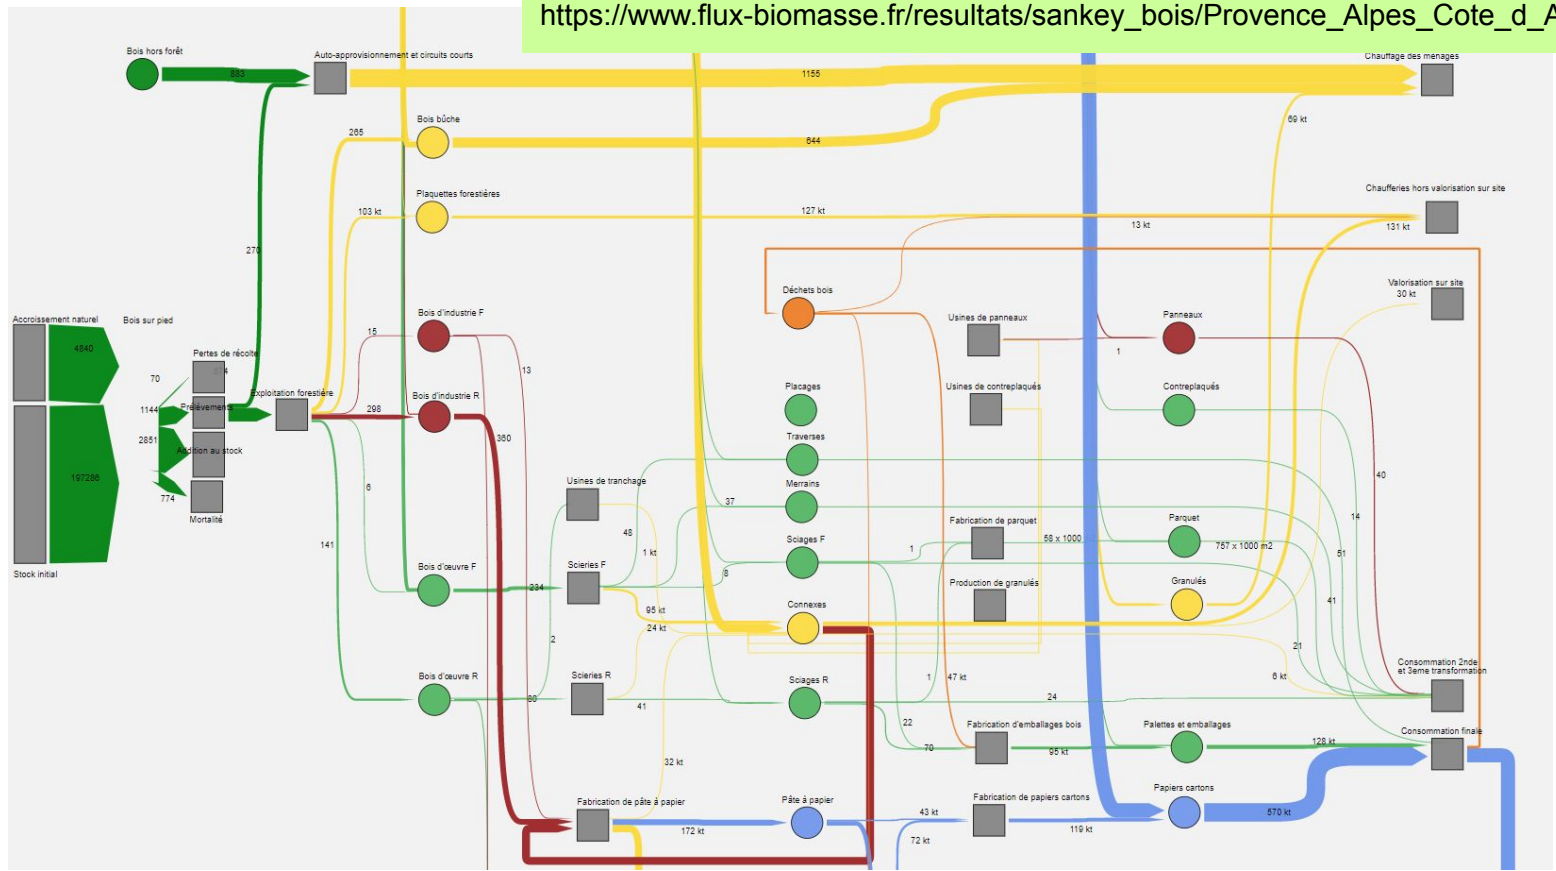 https://www.flux-biomasse.fr/resultats/sankey_bois/Provence_Alpes_Cote_d_A
Bois hors forêt
Auto-approvisionnement et circuits courts
Chauffage des ménages
883
1155
Bois bûche
265
644
69 kt
Plaquettes forestières
Chaufferies hors valorisation sur site
103 kt
127 kt
13 kt
131 kt
270
Déchets bois
Valorisation sur site
30 kt
Accroissement naturel
Bois sur pied
Bois d'industrie F
Usines de panneaux
Panneaux
15
4840
1
Pertes de récolte
70
13
Exploitation forestière
Bois d'industrie R
Placages
Usines de contreplaqués
Contreplaqués
1144
Prélèvements
298
2851
360
Traverses
Addition au stock
197286
40
774
Mortalité
6
Usines de tranchage
Merrains
37
14
141
48
Fabrication de parquet
Parquet
Sciages F
58 x 1000
757 x 1000 m2
1
1 kt
51
Stock initial
Bois d'œuvre F
Scieries F
8
Production de granulés
Granulés
234
41
95 kt
Connexes
24 kt
2
21
Bois d'œuvre R
Scieries R
Sciages R
1
47 kt
6 kt
Consommation 2nde
et 3eme transformation
80
41
24
22
Fabrication d'emballages bois
Palettes et emballages
Consommation finale
70
95 kt
128 kt
32 kt
Fabrication de pâte à papier
Pâte à papier
Fabrication de papiers cartons
Papiers cartons
43 kt
570 kt
172 kt
119 kt
72 kt